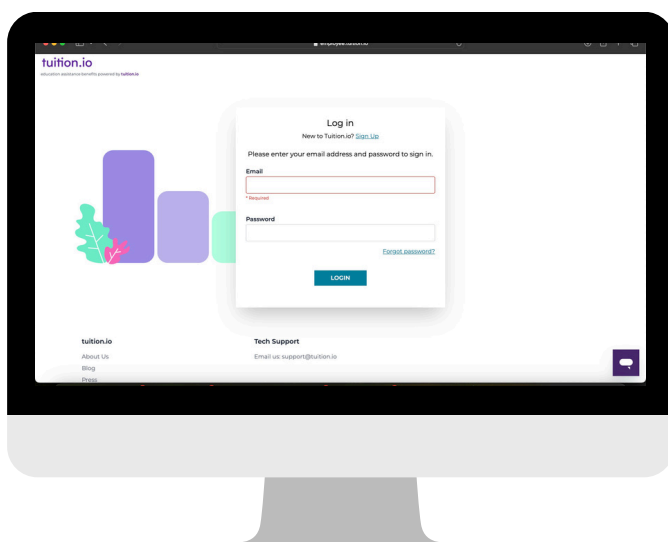 tuition.io
education assistance benefits powered by tuition.io
Log in
New to Tuition.io? Sign Up
Please enter your email address and password to sign in.
Email
* Required
Password
Forgot password?
LOGIN
tuition.io
Tech Support
About Us
Email us: support@tuition.io
Blog
Press